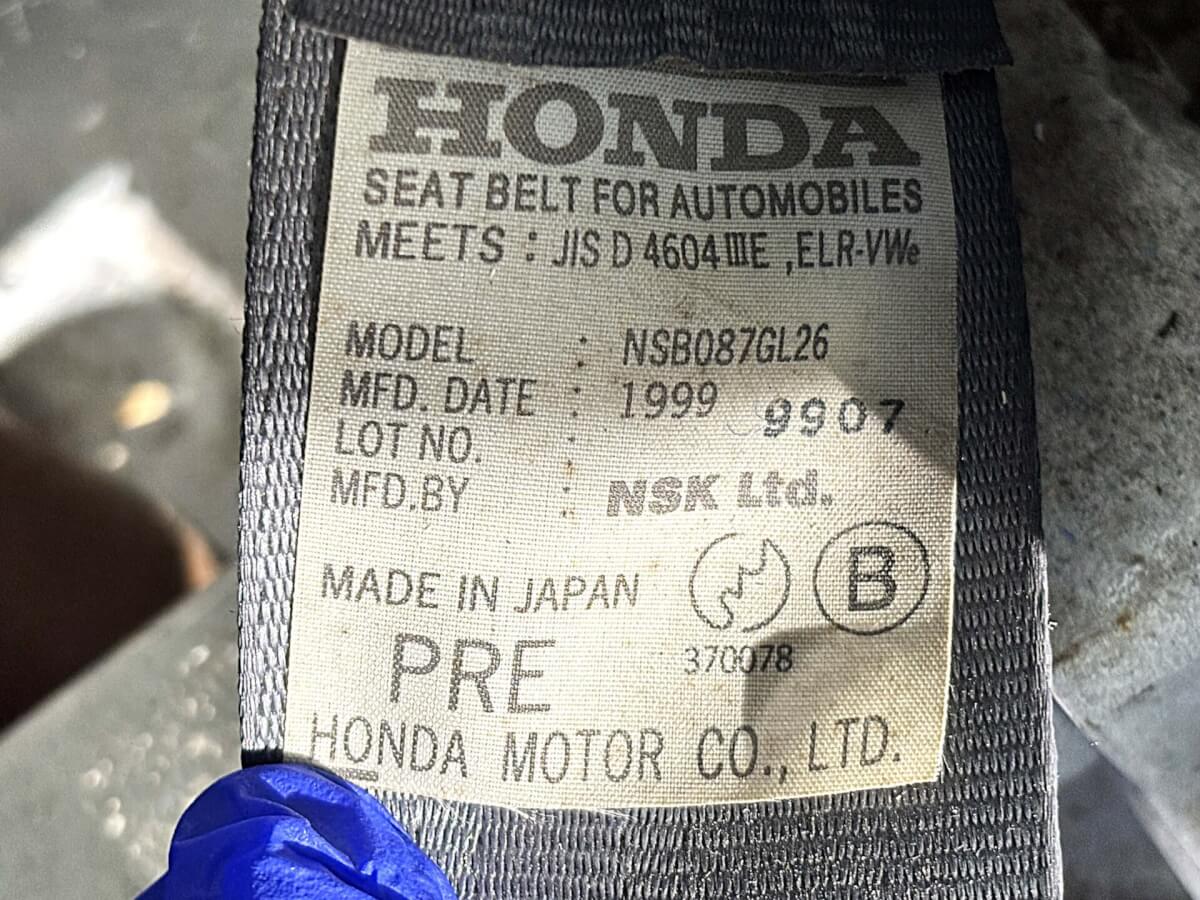 HONDA
SEAT BELT FOR AUTOMOBILES
MEETS : JIS D 4604 III E ,ELR-VWe
MODEL : NSB087GL26
MFD. DATE : 1999 9907
LOT NO. :
MFD.BY : NSK Ltd.
MADE IN JAPAN B
370078
PRE
HONDA MOTOR CO., LTD.